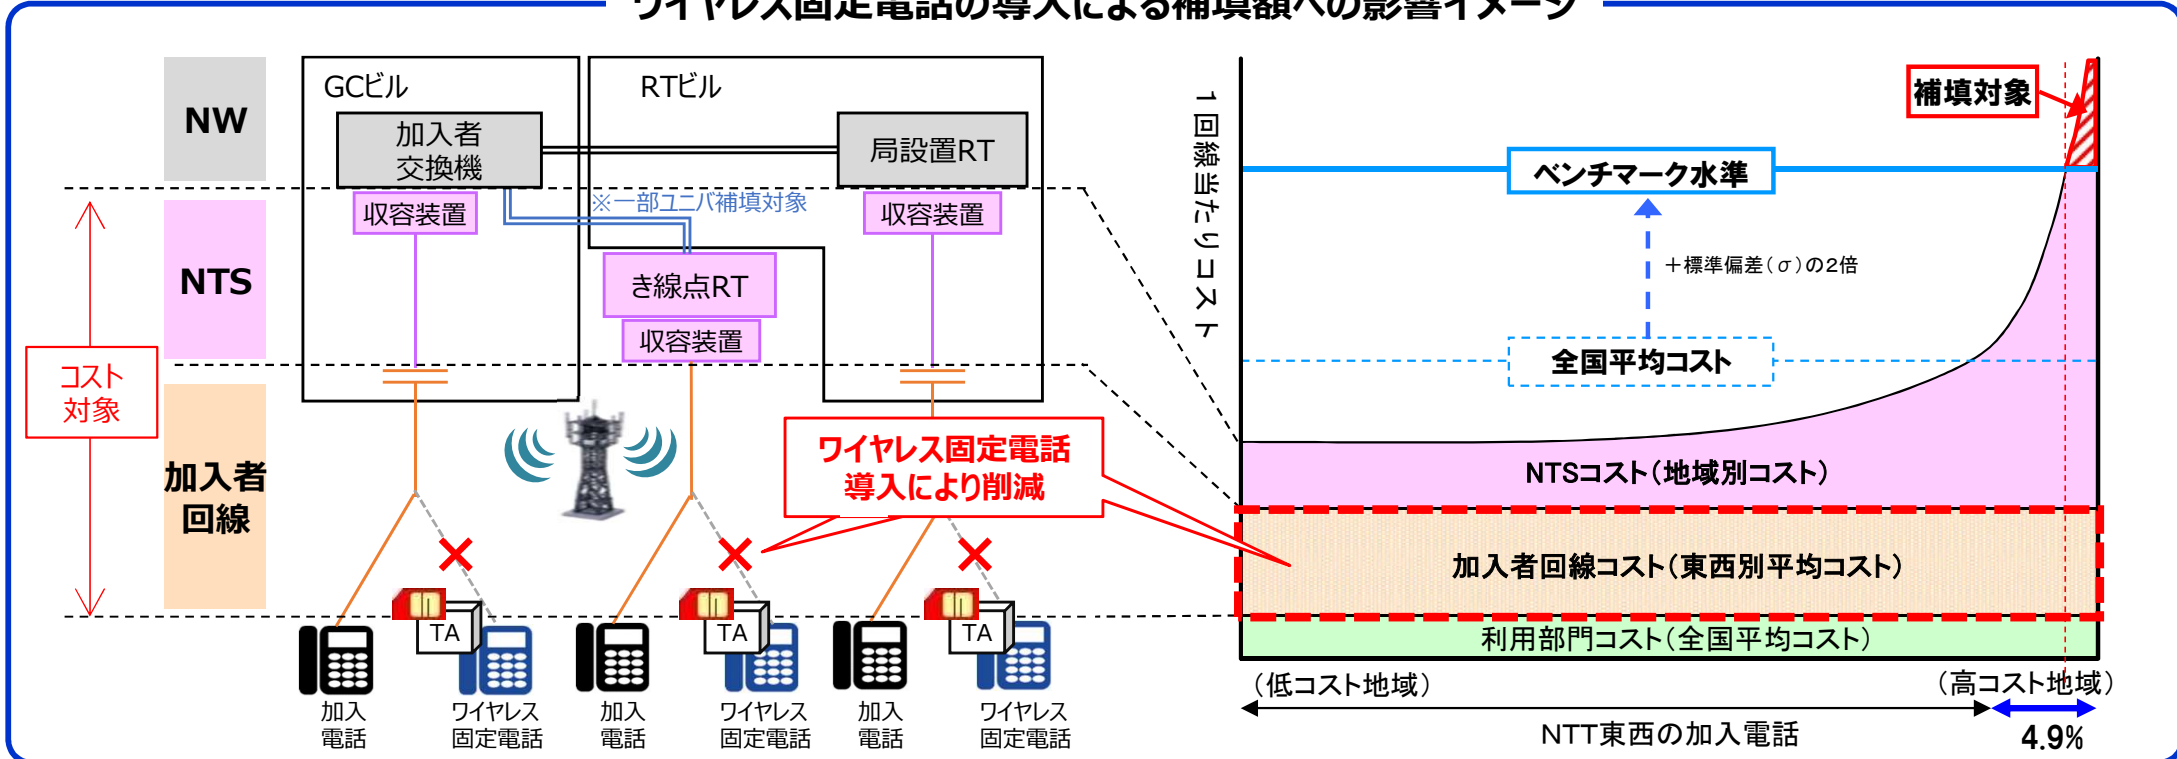 ワイヤレス固定電話の導入による補填額への影響イメージ
NW
NTS
加入者
回線
コスト
対象
GCビル
RTビル
加入者
交換機
局設置RT
収容装置
※一部ユニバ補填対象
収容装置
き線点RT
収容装置
ワイヤレス固定電話
導入により削減
TA
TA
TA
加入
電話
ワイヤレス
固定電話
加入
電話
ワイヤレス
固定電話
加入
電話
ワイヤレス
固定電話
1回線当たりコスト
補填対象
ベンチマーク水準
+標準偏差(σ)の2倍
全国平均コスト
NTSコスト(地域別コスト)
加入者回線コスト(東西別平均コスト)
利用部門コスト(全国平均コスト)
(低コスト地域)
(高コスト地域)
NTT東西の加入電話
4.9%